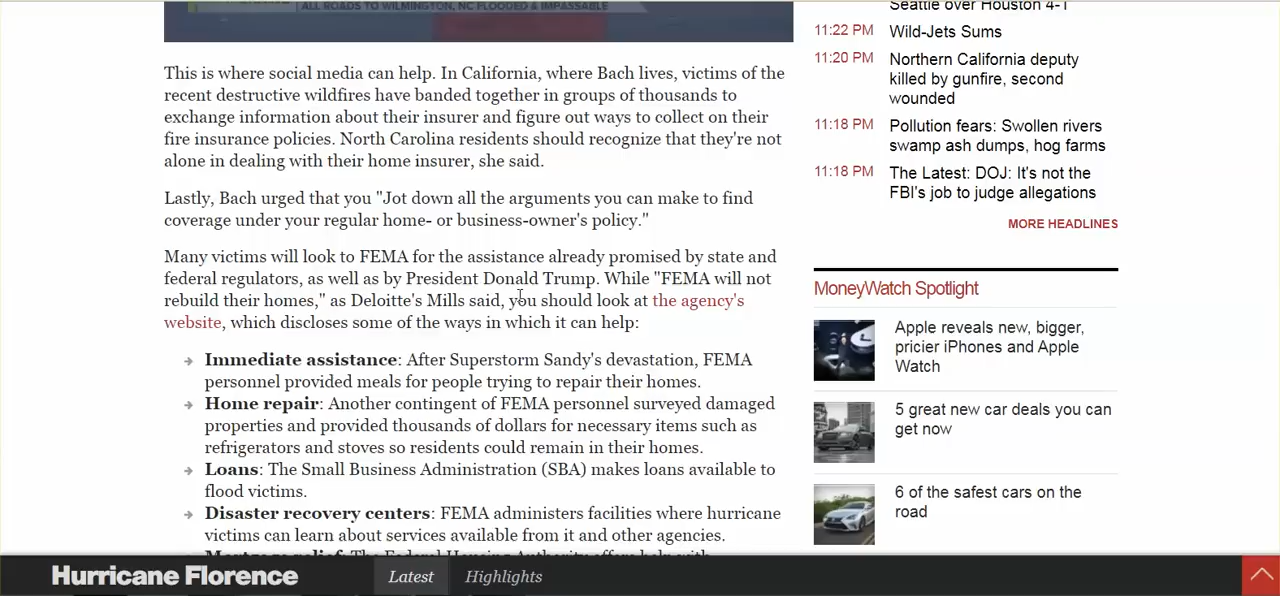 ALL ROADS TO WILMINGTON, NC FLOODED & IMPASSABLE
This is where social media can help. In California, where Bach lives, victims of the
recent destructive wildfires have banded together in groups of thousands to
exchange information about their insurer and figure out ways to collect on their
fire insurance policies. North Carolina residents should recognize that they're not
alone in dealing with their home insurer, she said.
Lastly, Bach urged that you "Jot down all the arguments you can make to find
coverage under your regular home- or business-owner's policy."
Many victims will look to FEMA for the assistance already promised by state and
federal regulators, as well as by President Donald Trump. While "FEMA will not
rebuild their homes," as Deloitte's Mills said, you should look at the agency's
website, which discloses some of the ways in which it can help:
Immediate assistance: After Superstorm Sandy's devastation, FEMA
personnel provided meals for people trying to repair their homes.
Home repair: Another contingent of FEMA personnel surveyed damaged
properties and provided thousands of dollars for necessary items such as
refrigerators and stoves so residents could remain in their homes.
Loans: The Small Business Administration (SBA) makes loans available to
flood victims.
Disaster recovery centers: FEMA administers facilities where hurricane
victims can learn about services available from it and other agencies.
Mortgage relief: The Federal Housing Authority offers help with
Seattle over Houston 4-1
11:22 PM Wild-Jets Sums
11:20 PM Northern California deputy
killed by gunfire, second
wounded
11:18 PM Pollution fears: Swollen rivers
swamp ash dumps, hog farms
11:18 PM The Latest: DOJ: It's not the
FBI's job to judge allegations
MORE HEADLINES
MoneyWatch Spotlight
Apple reveals new, bigger,
pricier iPhones and Apple
Watch
5 great new car deals you can
get now
6 of the safest cars on the
road
Hurricane Florence Latest Highlights